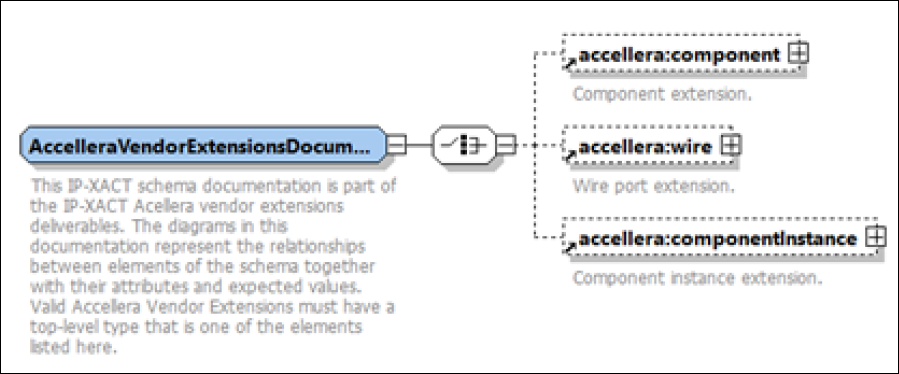 accellera:component
Component extension.
AccelleraVendorExtensionsDocum...
accellera:wire
Wire port extension.
This IP-XACT schema documentation is part of
the IP-XACT Acellera vendor extensions
deliverables. The diagrams in this
documentation represent the relationships
between elements of the schema together
with their attributes and expected values.
Valid Accellera Vendor Extensions must have a
top-level type that is one of the elements
listed here.
accellera:componentInstance
Component instance extension.